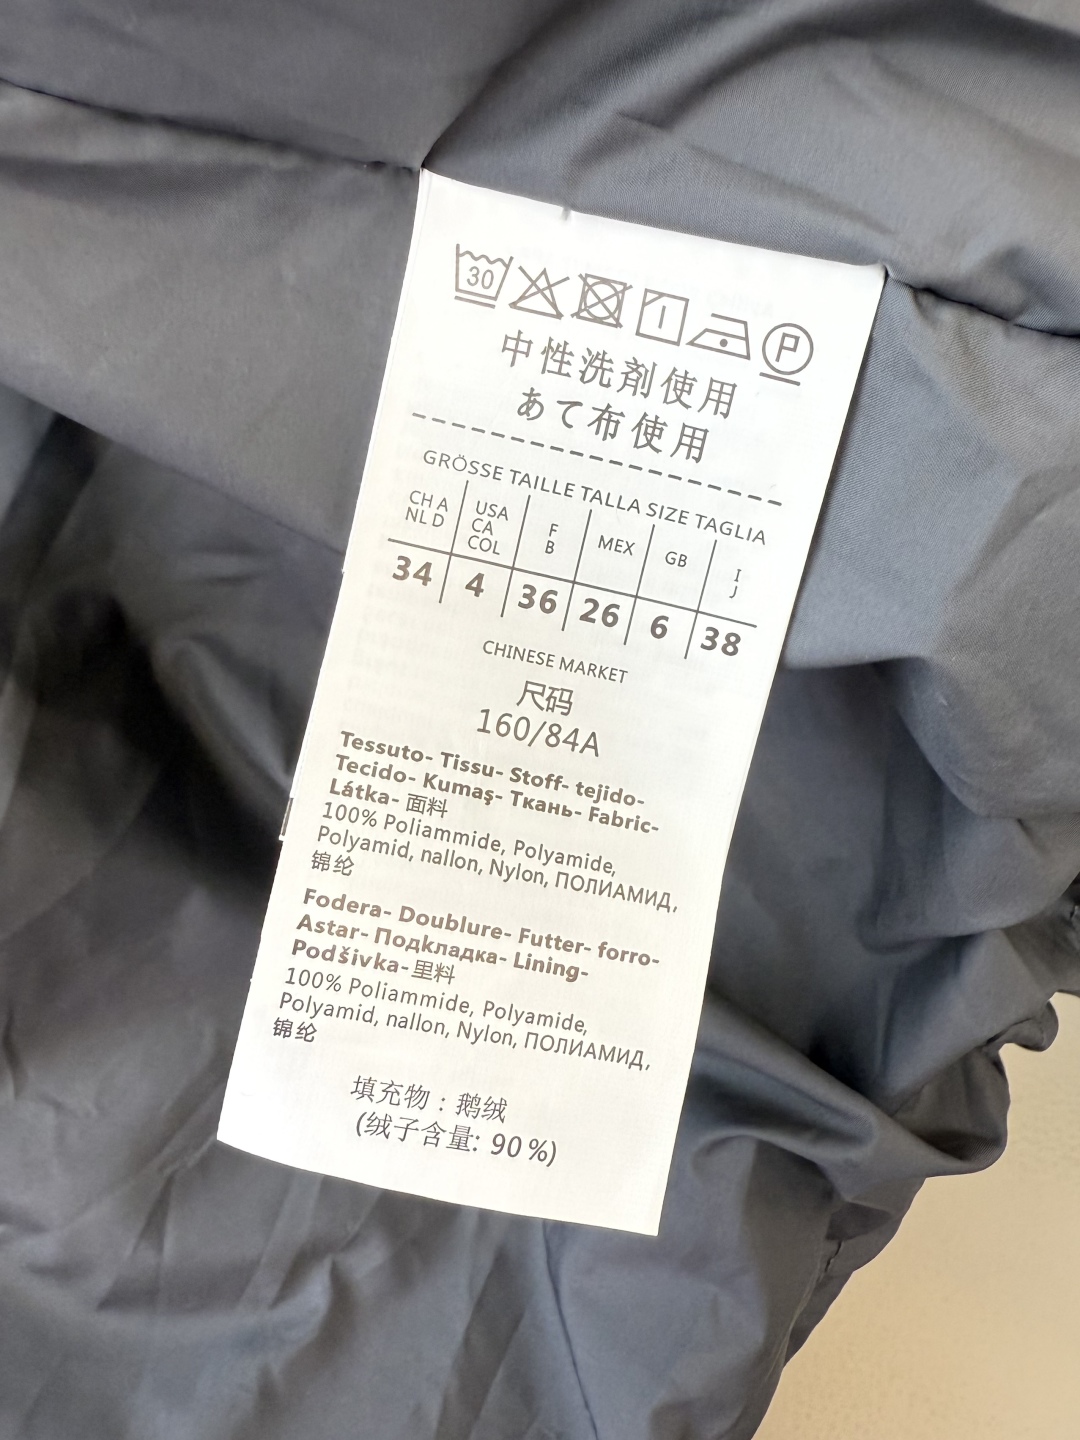 30
P
中性洗剤使用
あて布使用
GRÖSSE TAILLE TALLA SIZE TAGLIA
CH A NL D USA CA COL F B MEX GB I J
34 4 36 26 6 38
CHINESE MARKET
尺码
160/84A
Tessuto- Tissu- Stoff- tejido-
Tecido- Kumaş- Ткань- Fabric-
Látka- 面料
100% Poliammide, Polyamide,
Polyamid, nallon, Nylon, ПОЛИАМИД,
锦纶
Fodera- Doublure- Futter- forro-
Astar- Подкладка- Lining-
Podšívka-里料
100% Poliammide, Polyamide,
Polyamid, nallon, Nylon, ПОЛИАМИД,
锦纶
填充物：鹅绒
(绒子含量: 90%)